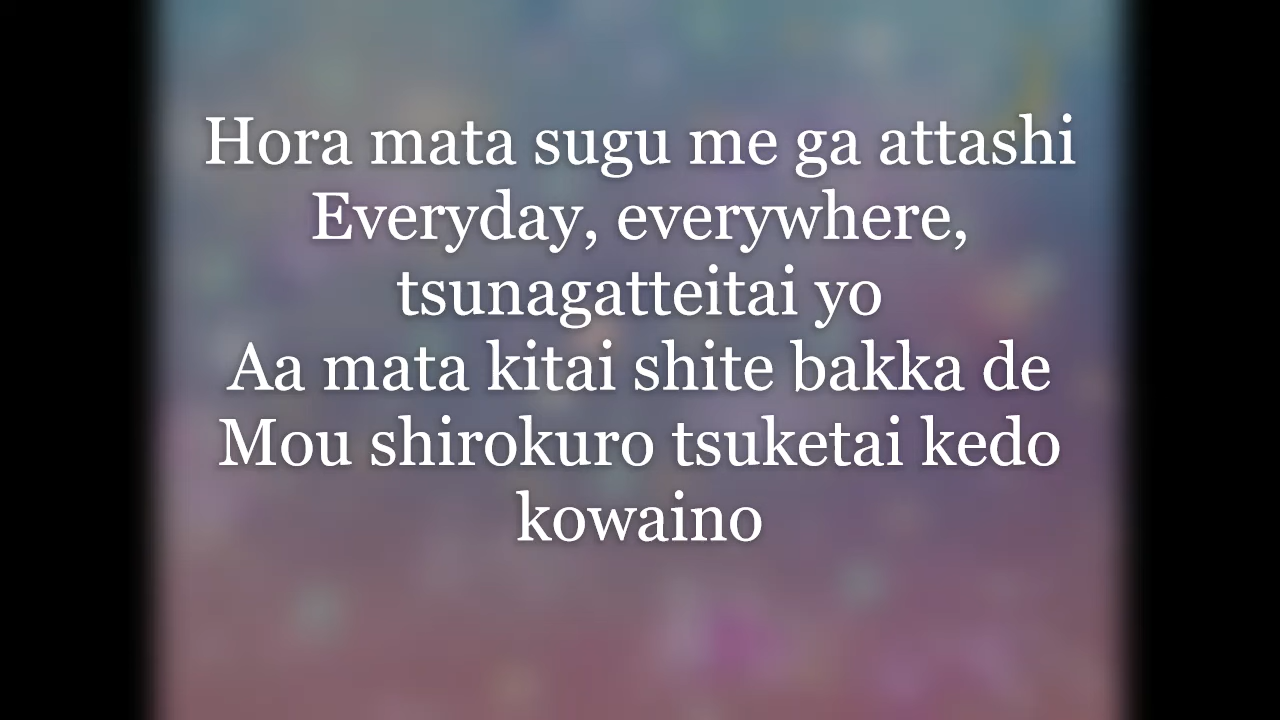 Hora mata sugu me ga attashi
Everyday, everywhere,
tsunagatteitai yo
Aa mata kitai shite bakka de
Mou shirokuro tsuketai kedo
kowaino